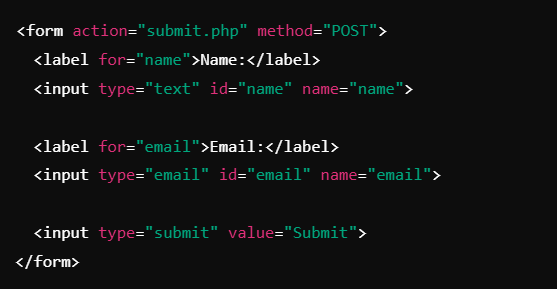 <form action="submit.php" method="POST">
<label for="name">Name:</label>
<input type="text" id="name" name="name">
<label for="email">Email:</label>
<input type="email" id="email" name="email">
<input type="submit" value="Submit">
</form>